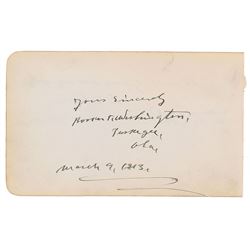 Yours Sincerely
Booker T. Washington,
Tuskegee,
Ala,
March 9, 1913.